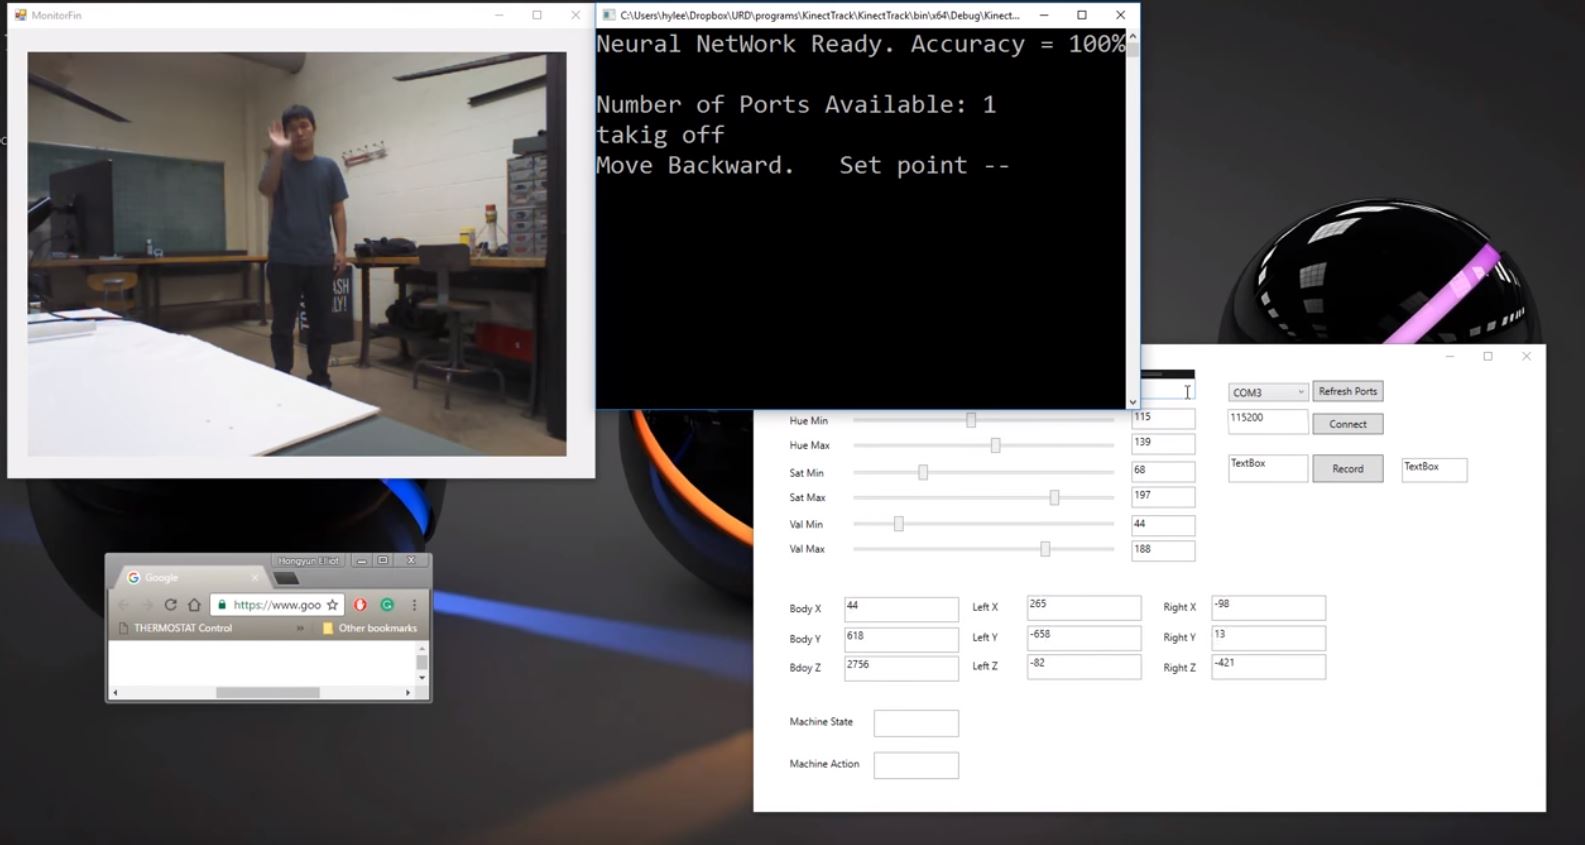 MonitorFin
C:\Users\hylee\Dropbox\URD\programs\KinectTrack\KinectTrack\bin\x64\Debug\Kinect...
Neural NetWork Ready. Accuracy = 100%
Number of Ports Available: 1
takig off
Move Backward.   Set point --
COM3
Refresh Ports
Hue Min
115
115200
Connect
Hue Max
139
Sat Min
68
TextBox
Record
TextBox
Sat Max
197
Val Min
44
Val Max
188
Hongyun Elliot
Google
https://www.goo
THERMOSTAT Control
»
Other bookmarks
Body X
44
Left X
265
Right X
-98
Body Y
618
Left Y
-658
Right Y
13
Bdoy Z
2756
Left Z
-82
Right Z
-421
Machine State
Machine Action